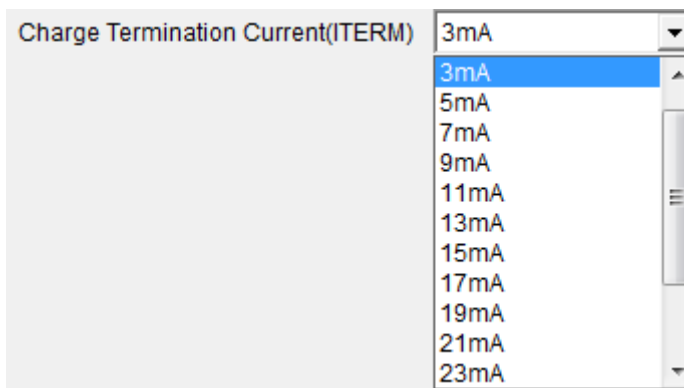 Charge Termination Current(ITERM) 3mA
3mA
5mA
7mA
9mA
11mA
13mA
15mA
17mA
19mA
21mA
23mA